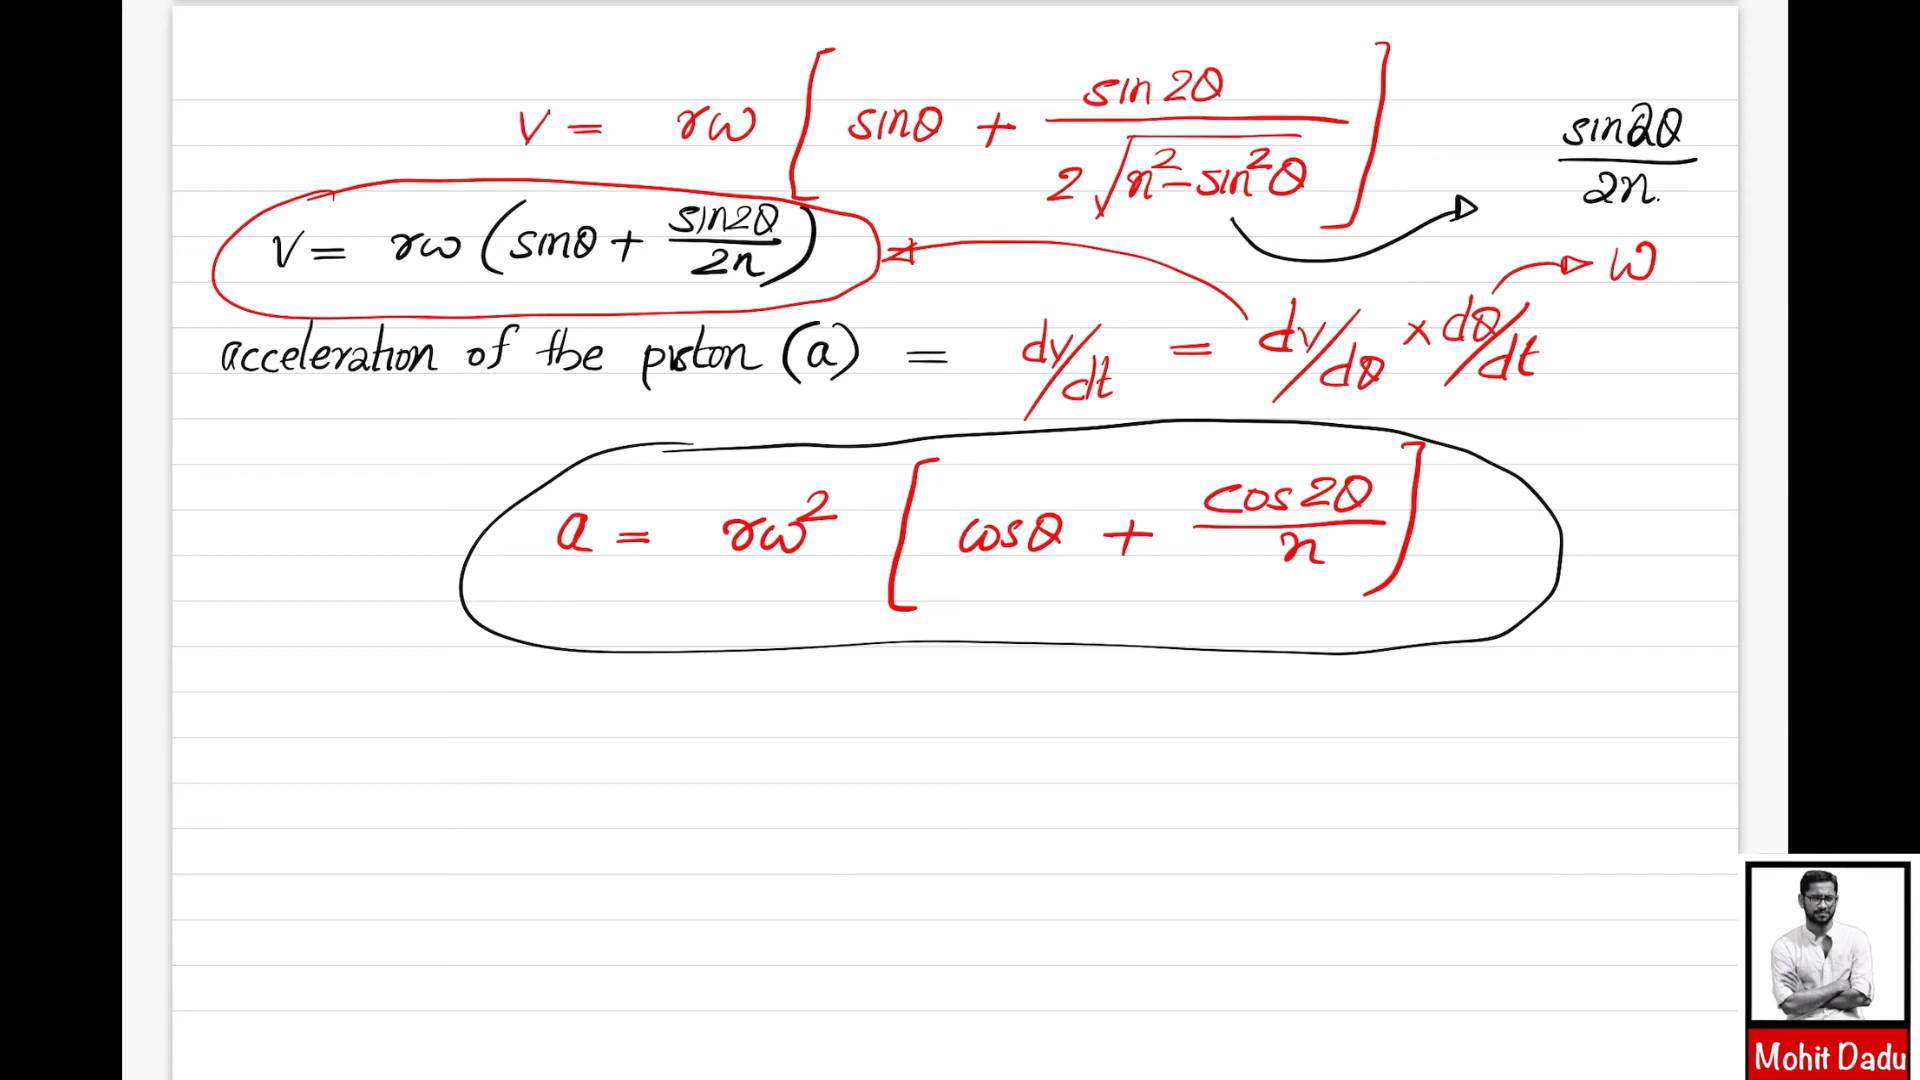 V = rω [ sinθ + sin2θ / 2√(n²-sin²θ) ]
sin2θ / 2n.
V = rω (sinθ + sin2θ / 2n)
ω
acceleration of the piston (a) = dv/dt = dv/dθ × dθ/dt
a = rω² [ cosθ + cos2θ / n ]
Mohit Dadu